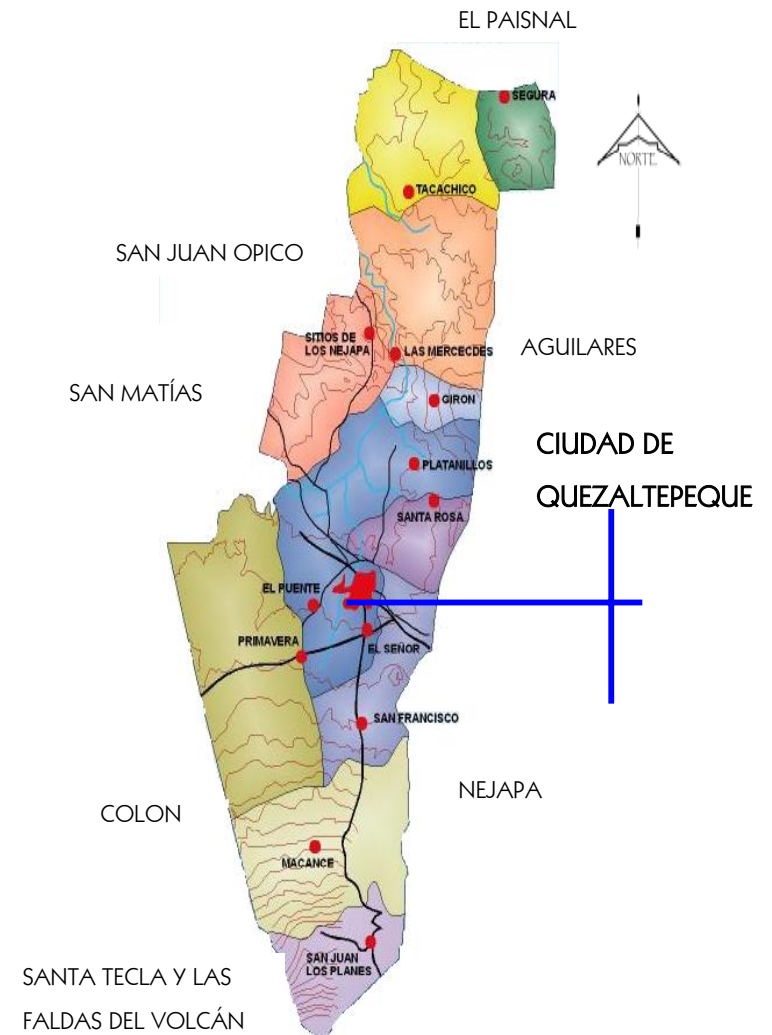 EL PAISNAL
SEGURA
NORTE
TACACHICO
SAN JUAN OPICO
SITIOS DE
LOS NEJAPA
LAS MERCECDES
AGUILARES
SAN MATÍAS
GIRON
CIUDAD DE
QUEZALTEPEQUE
PLATANILLOS
SANTA ROSA
EL PUENTE
PRIMAVERA
EL SEÑOR
SAN FRANCISCO
NEJAPA
COLON
MACANCE
SAN JUAN
LOS PLANES
SANTA TECLA Y LAS
FALDAS DEL VOLCÁN